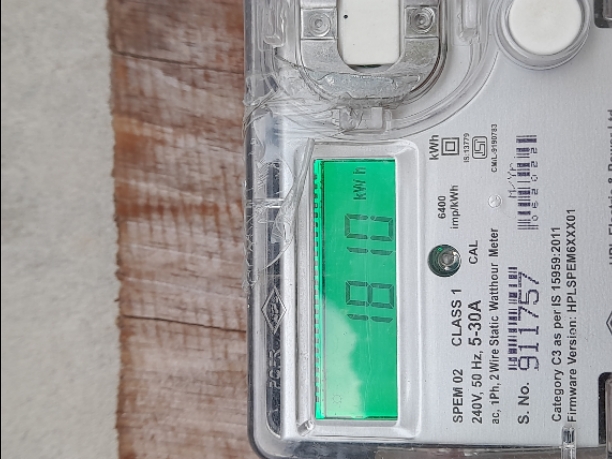 kWh
IS:13779
CM/L-9190783
1810 kWh
6400
imp/kWh
CAL
SPEM 02 CLASS 1
240V, 50 Hz, 5-30A
ac, 1Ph, 2 Wire Static Watthour Meter
S. No. 911757
Category C3 as per IS 15959:2011
Firmware Version: HPLSPEM6XXX01